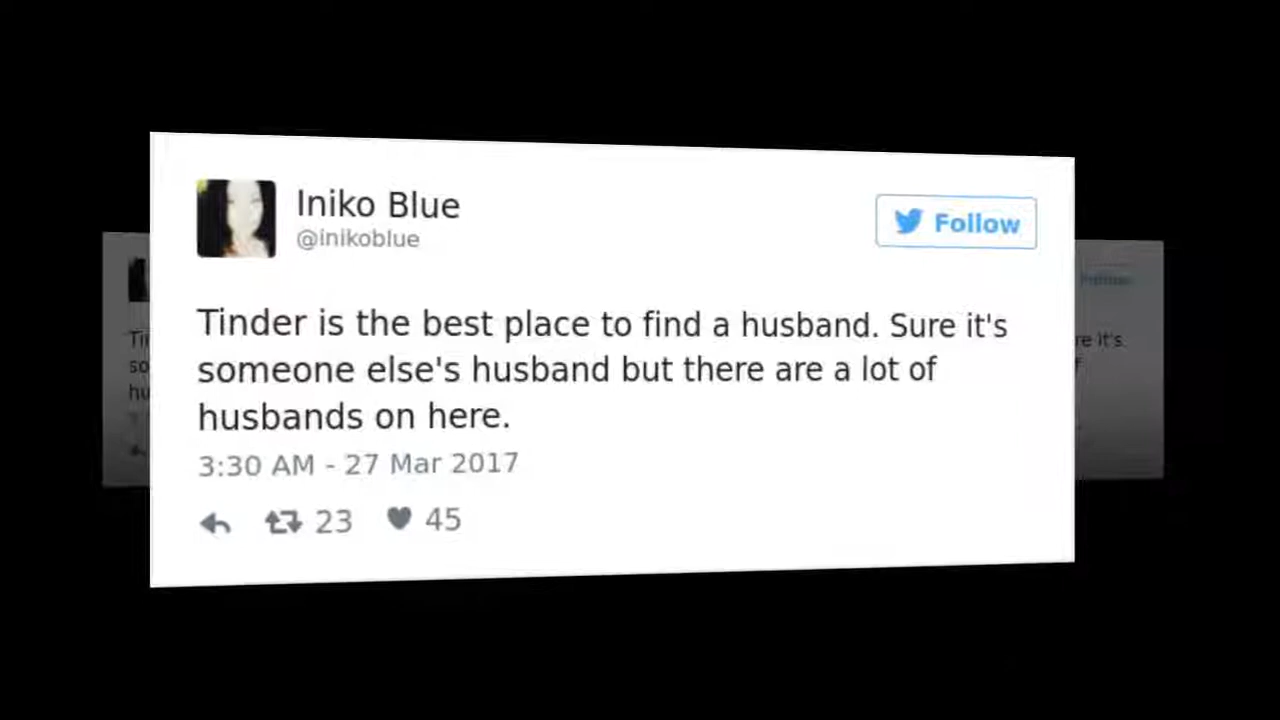 Iniko Blue
@inikoblue
Follow
Tinder is the best place to find a husband. Sure it's
someone else's husband but there are a lot of
husbands on here.
3:30 AM - 27 Mar 2017
23 45